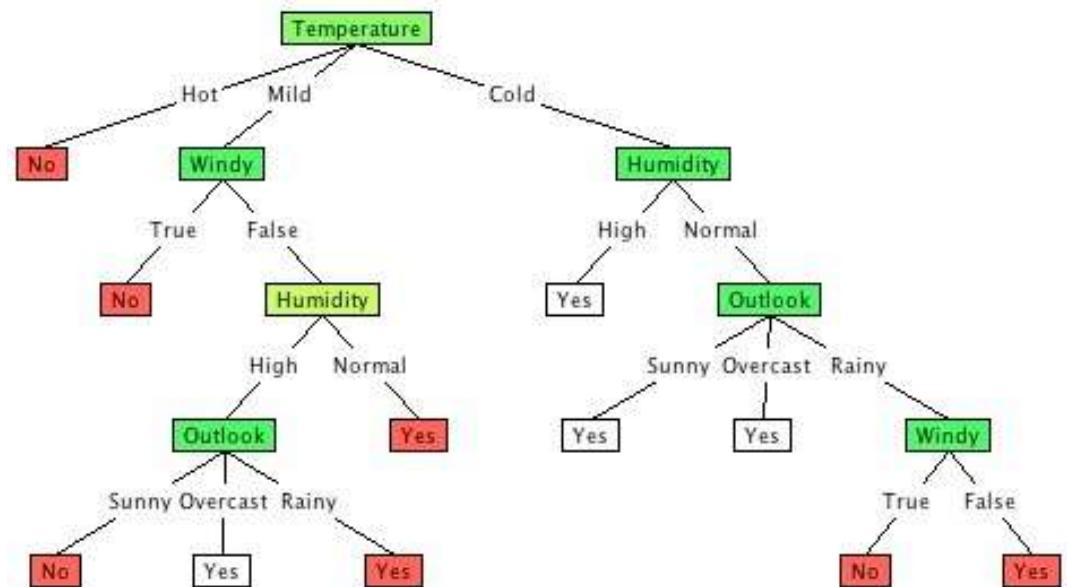 Temperature
Hot Mild Cold
No Windy Humidity
True False High Normal
No Humidity Yes Outlook
High Normal Sunny Overcast Rainy
Outlook Yes Yes Yes Windy
Sunny Overcast Rainy True False
No Yes Yes No Yes